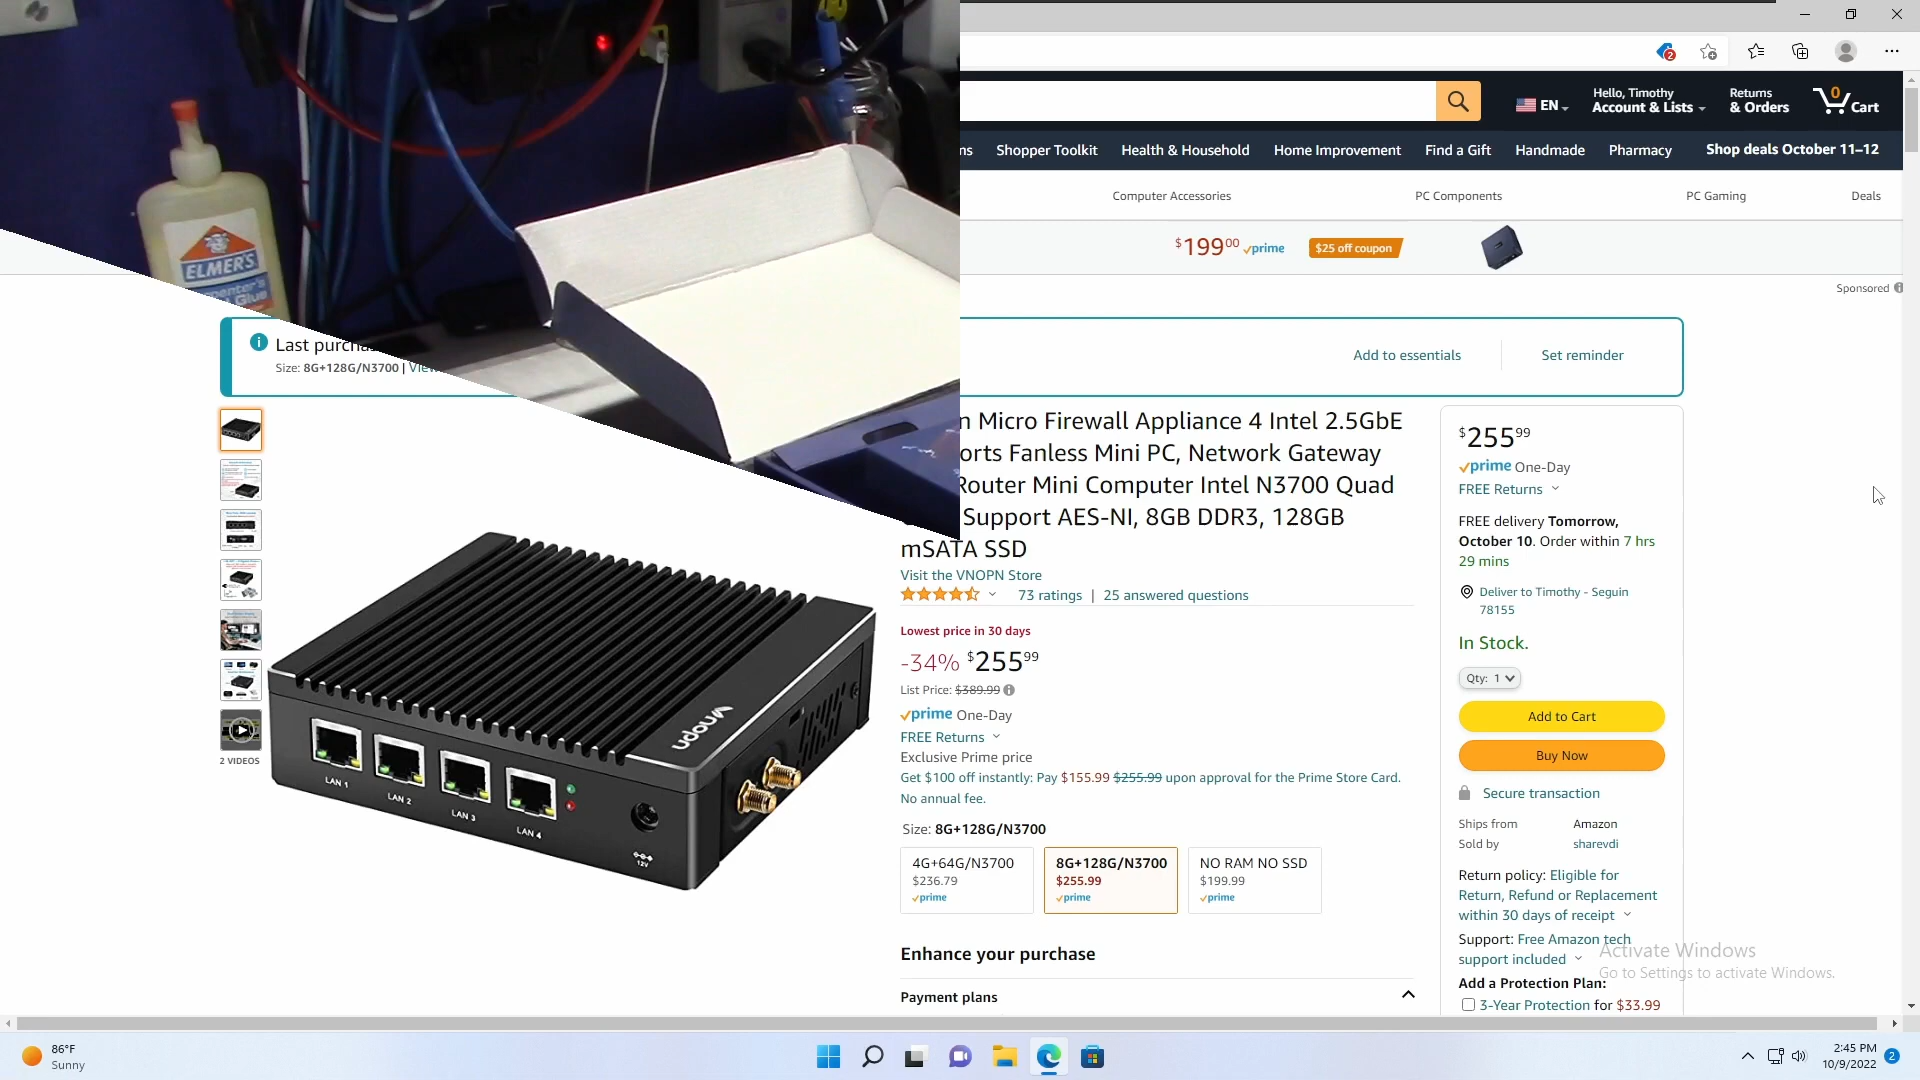 EN
Hello, Timothy
Account & Lists
Returns
& Orders
0
Cart
ns
Shopper Toolkit
Health & Household
Home Improvement
Find a Gift
Handmade
Pharmacy
Shop deals October 11–12
Computer Accessories
PC Components
PC Gaming
Deals
$199.00 prime
$25 off coupon
Sponsored
ELMER'S
Carpenter's
Glue
Last purcha
Size: 8G+128G/N3700 | View
Add to essentials
Set reminder
n Micro Firewall Appliance 4 Intel 2.5GbE
orts Fanless Mini PC, Network Gateway
Router Mini Computer Intel N3700 Quad
Support AES-NI, 8GB DDR3, 128GB
mSATA SSD
Visit the VNOPN Store
73 ratings | 25 answered questions
Lowest price in 30 days
-34% $255.99
List Price: $389.99
prime One-Day
FREE Returns
Exclusive Prime price
Get $100 off instantly: Pay $155.99 $255.99 upon approval for the Prime Store Card.
No annual fee.
Size: 8G+128G/N3700
4G+64G/N3700
$236.79
prime
8G+128G/N3700
$255.99
prime
NO RAM NO SSD
$199.99
prime
Enhance your purchase
Payment plans
2 VIDEOS
Vnopn
LAN 1
LAN 2
LAN 3
LAN 4
12V
$255.99
prime One-Day
FREE Returns
FREE delivery Tomorrow,
October 10. Order within 7 hrs
29 mins
Deliver to Timothy - Seguin
78155
In Stock.
Qty: 1
Add to Cart
Buy Now
Secure transaction
Ships from Amazon
Sold by sharevdi
Return policy: Eligible for
Return, Refund or Replacement
within 30 days of receipt
Support: Free Amazon tech
support included
Add a Protection Plan:
3-Year Protection for $33.99
Activate Windows
Go to Settings to activate Windows.
86°F
Sunny
2:45 PM
10/9/2022
2
2